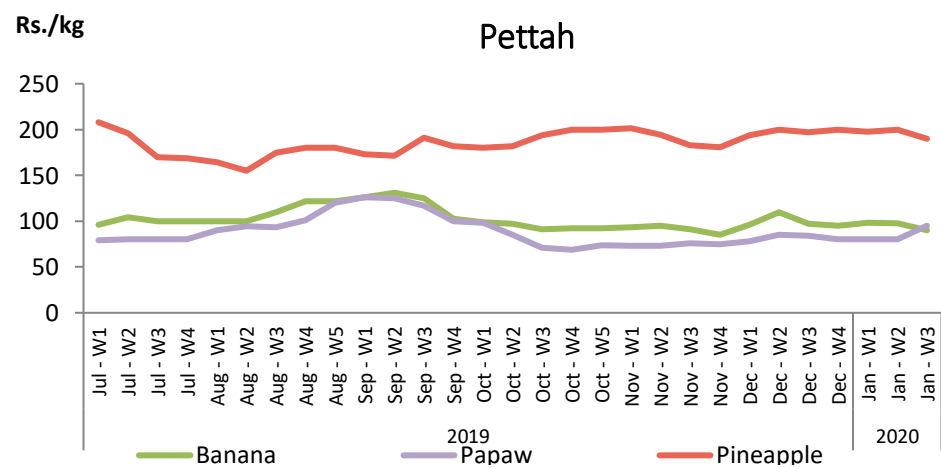 Rs./kg
Pettah
250
200
150
100
50
0
Jul - W1
Jul - W2
Jul - W3
Jul - W4
Aug - W1
Aug - W2
Aug - W3
Aug - W4
Aug - W5
Sep - W1
Sep - W2
Sep - W3
Sep - W4
Oct - W1
Oct - W2
Oct - W3
Oct - W4
Oct - W5
Nov - W1
Nov - W2
Nov - W3
Nov - W4
Dec - W1
Dec - W2
Dec - W3
Dec - W4
Jan - W1
Jan - W2
Jan - W3
2019 2020
Banana Papaw Pineapple